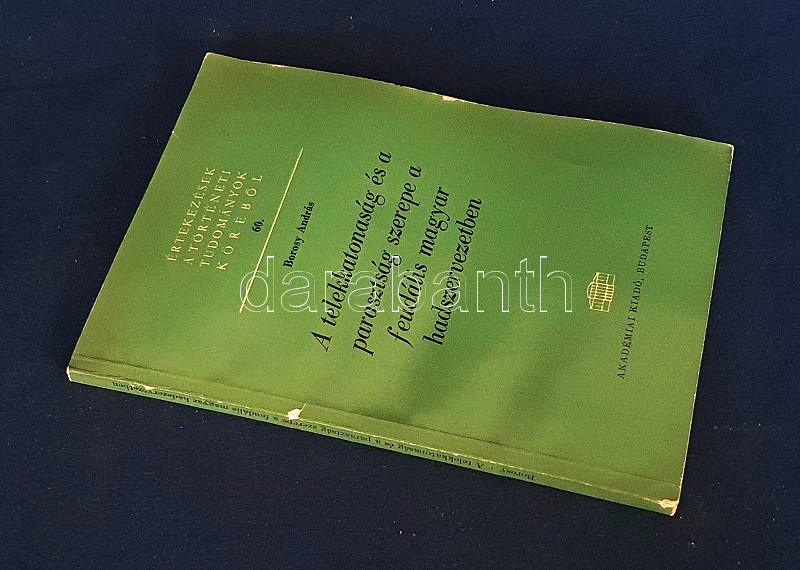 ÉRTEKEZÉSEK
A TÖRTÉNETI
TUDOMÁNYOK
KÖRÉBŐL
60.
Borosy András
A telekkatonaság és a
parasztság szerepe a
feudális magyar
hadszervezetben
AKADÉMIAI KIADÓ, BUDAPEST
Borosy · A telekkatonaság és a parasztság szerepe a feudális magyar hadszervezetben
darabanth